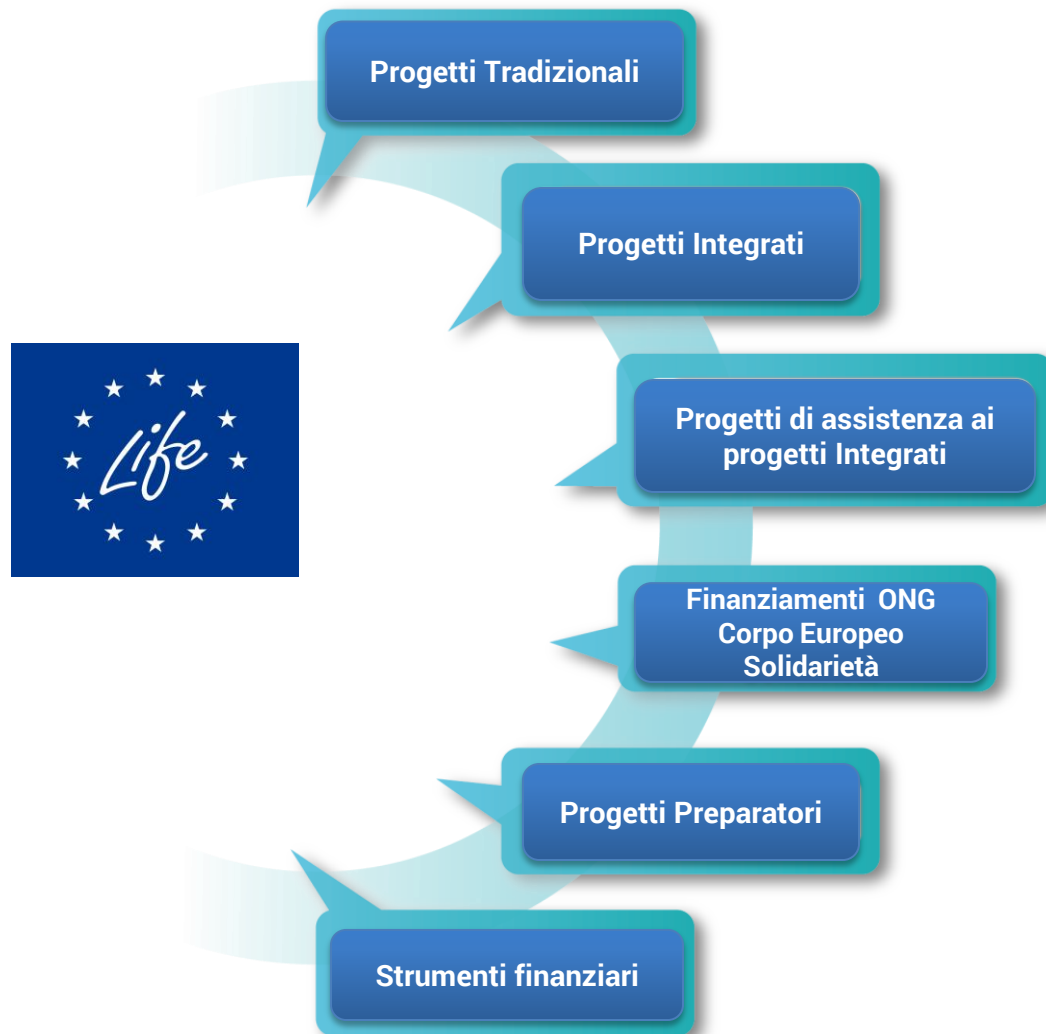 Progetti Tradizionali
Progetti Integrati
Progetti di assistenza ai
progetti Integrati
Life
Finanziamenti ONG
Corpo Europeo
Solidarietà
Progetti Preparatori
Strumenti finanziari